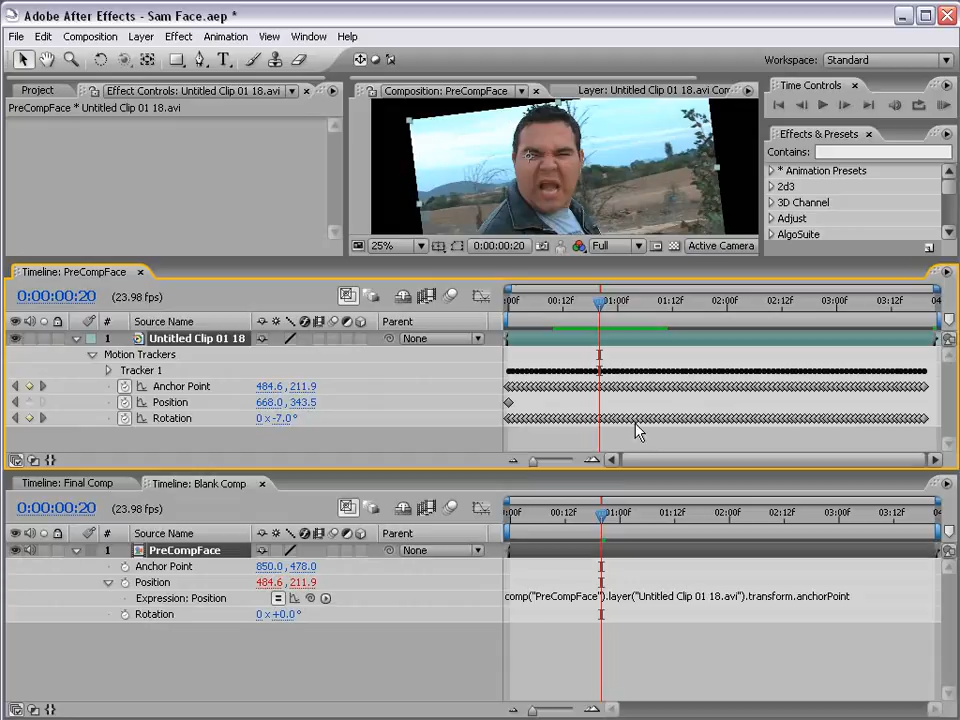 Adobe After Effects - Sam Face.aep *
File Edit Composition Layer Effect Animation View Window Help
Workspace: Standard
Project Effect Controls: Untitled Clip 01 18.avi
PreCompFace * Untitled Clip 01 18.avi
Composition: PreCompFace Layer: Untitled Clip 01 18.avi Con
25% 0:00:00:20 Full Active Camera
Time Controls
Effects & Presets
Contains:
* Animation Presets
2d3
3D Channel
Adjust
AlgoSuite
Timeline: PreCompFace
0:00:00:20 (23.98 fps)
:00f 00:12f 01:00f 01:12f 02:00f 02:12f 03:00f 03:12f 04
# Source Name Parent
1 Untitled Clip 01 18 None
Motion Trackers
Tracker 1
Anchor Point 484.6, 211.9
Position 668.0, 343.5
Rotation 0 x -7.0°
Timeline: Final Comp Timeline: Blank Comp
0:00:00:20 (23.98 fps)
:00f 00:12f 01:00f 01:12f 02:00f 02:12f 03:00f 03:12f 04
# Source Name Parent
1 PreCompFace None
Anchor Point 850.0, 478.0
Position 484.6, 211.9
Expression: Position comp("PreCompFace").layer("Untitled Clip 01 18.avi").transform.anchorPoint
Rotation 0 x +0.0°